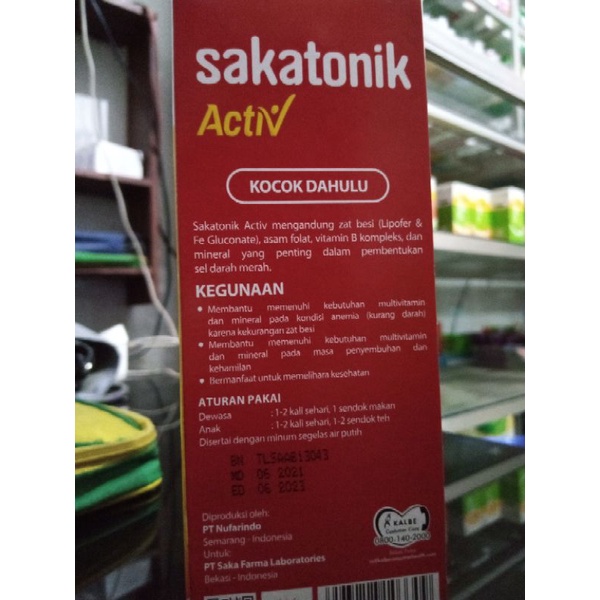 sakatonik
Activ
KOCOK DAHULU
Sakatonik Activ mengandung zat besi (Lipofer &
Fe Gluconate), asam folat, vitamin B kompleks, dan
mineral yang penting dalam pembentukan
sel darah merah.
KEGUNAAN
• Membantu memenuhi kebutuhan multivitamin
dan mineral pada kondisi anemia (kurang darah)
karena kekurangan zat besi
• Membantu memenuhi kebutuhan multivitamin
dan mineral pada masa penyembuhan dan
kehamilan
• Bermanfaat untuk memelihara kesehatan
ATURAN PAKAI
Dewasa : 1-2 kali sehari, 1 sendok makan
Anak : 1-2 kali sehari, 1-2 sendok teh
Disertai dengan minum segelas air putih
BN TL5AAB13043
MD 06 2021
ED 06 2023
Diproduksi oleh:
PT Nufarindo
Semarang - Indonesia
Untuk:
PT Saka Farma Laboratories
Bekasi - Indonesia
KALBE
Customer Care
0800-140-2000